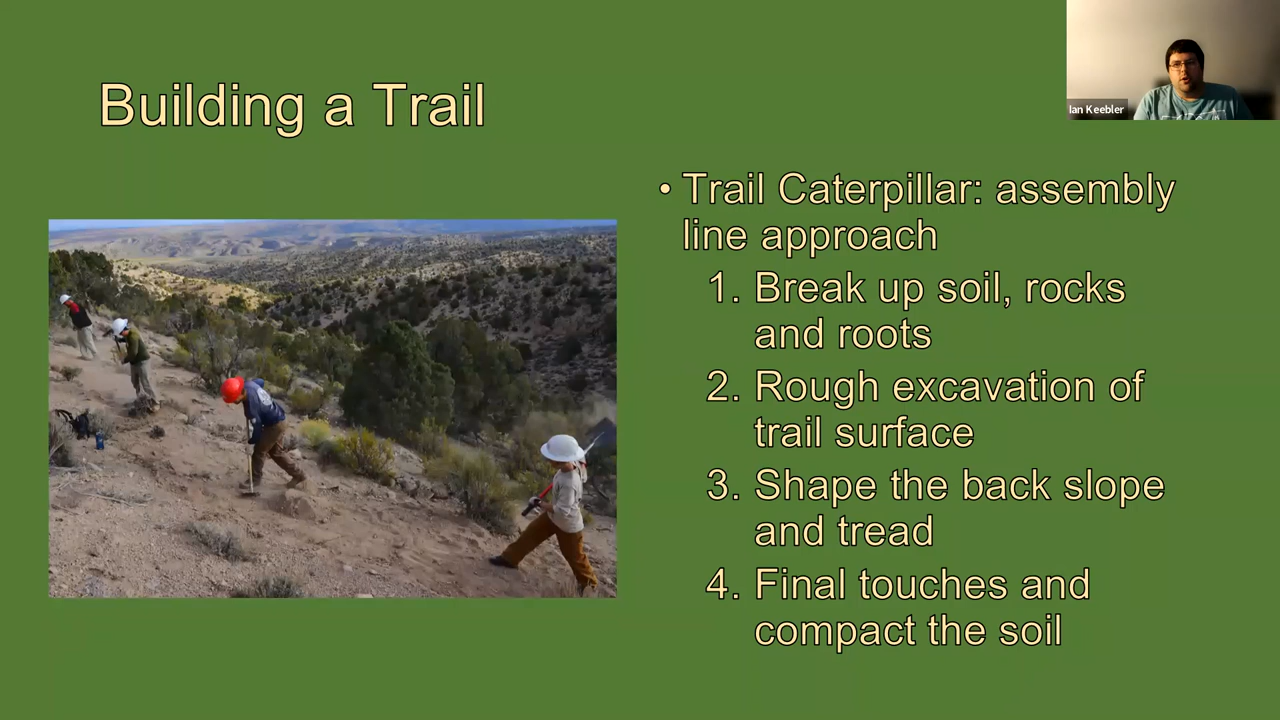 Building a Trail
Ian Keebler
• Trail Caterpillar: assembly
line approach
1. Break up soil, rocks
and roots
2. Rough excavation of
trail surface
3. Shape the back slope
and tread
4. Final touches and
compact the soil